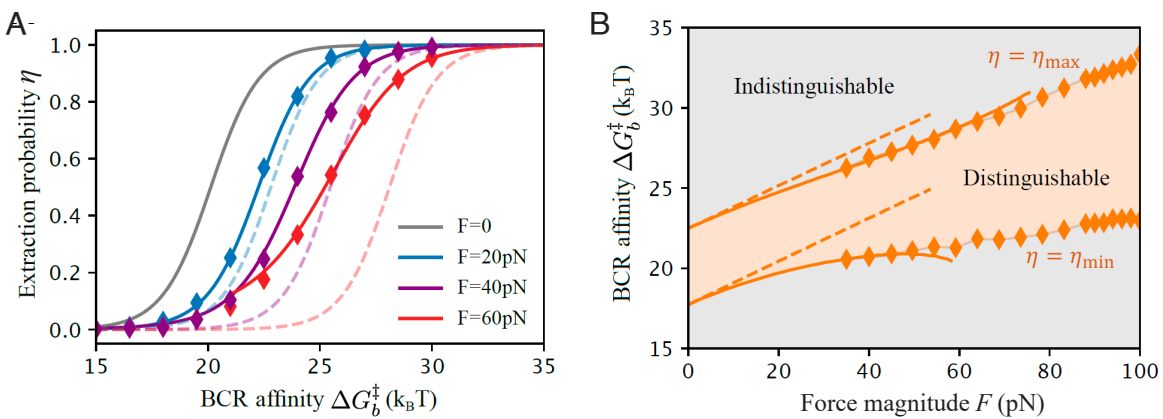 A-
1.0
0.8
0.6
0.4
0.2
0.0
Extraction probability η
F=0
F=20pN
F=40pN
F=60pN
15 20 25 30 35
BCR affinity ΔG‡b (kBT)
B
35
30
25
20
15
BCR affinity ΔG‡b (kBT)
Indistinguishable
η = ηmax
Distinguishable
η = ηmin
0 20 40 60 80 100
Force magnitude F (pN)